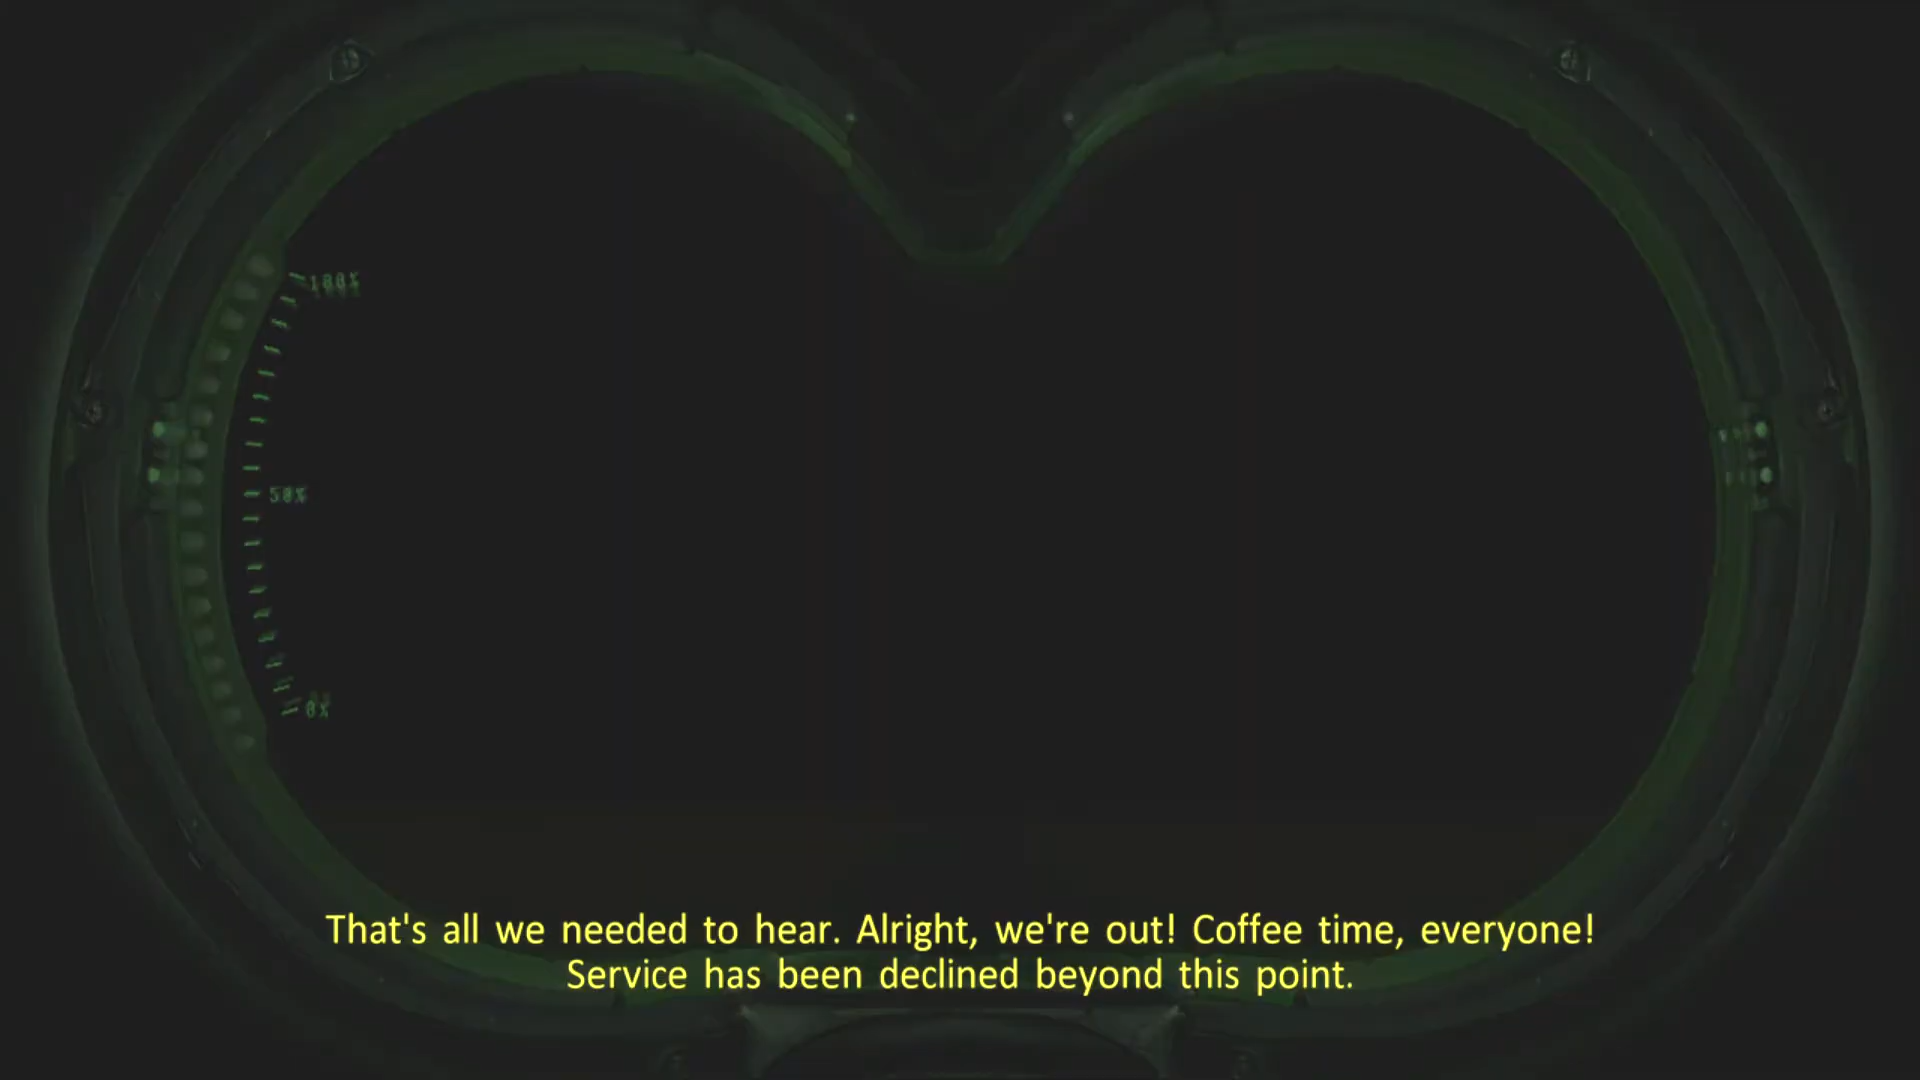 100%
50%
0%
That's all we needed to hear. Alright, we're out! Coffee time, everyone!
Service has been declined beyond this point.